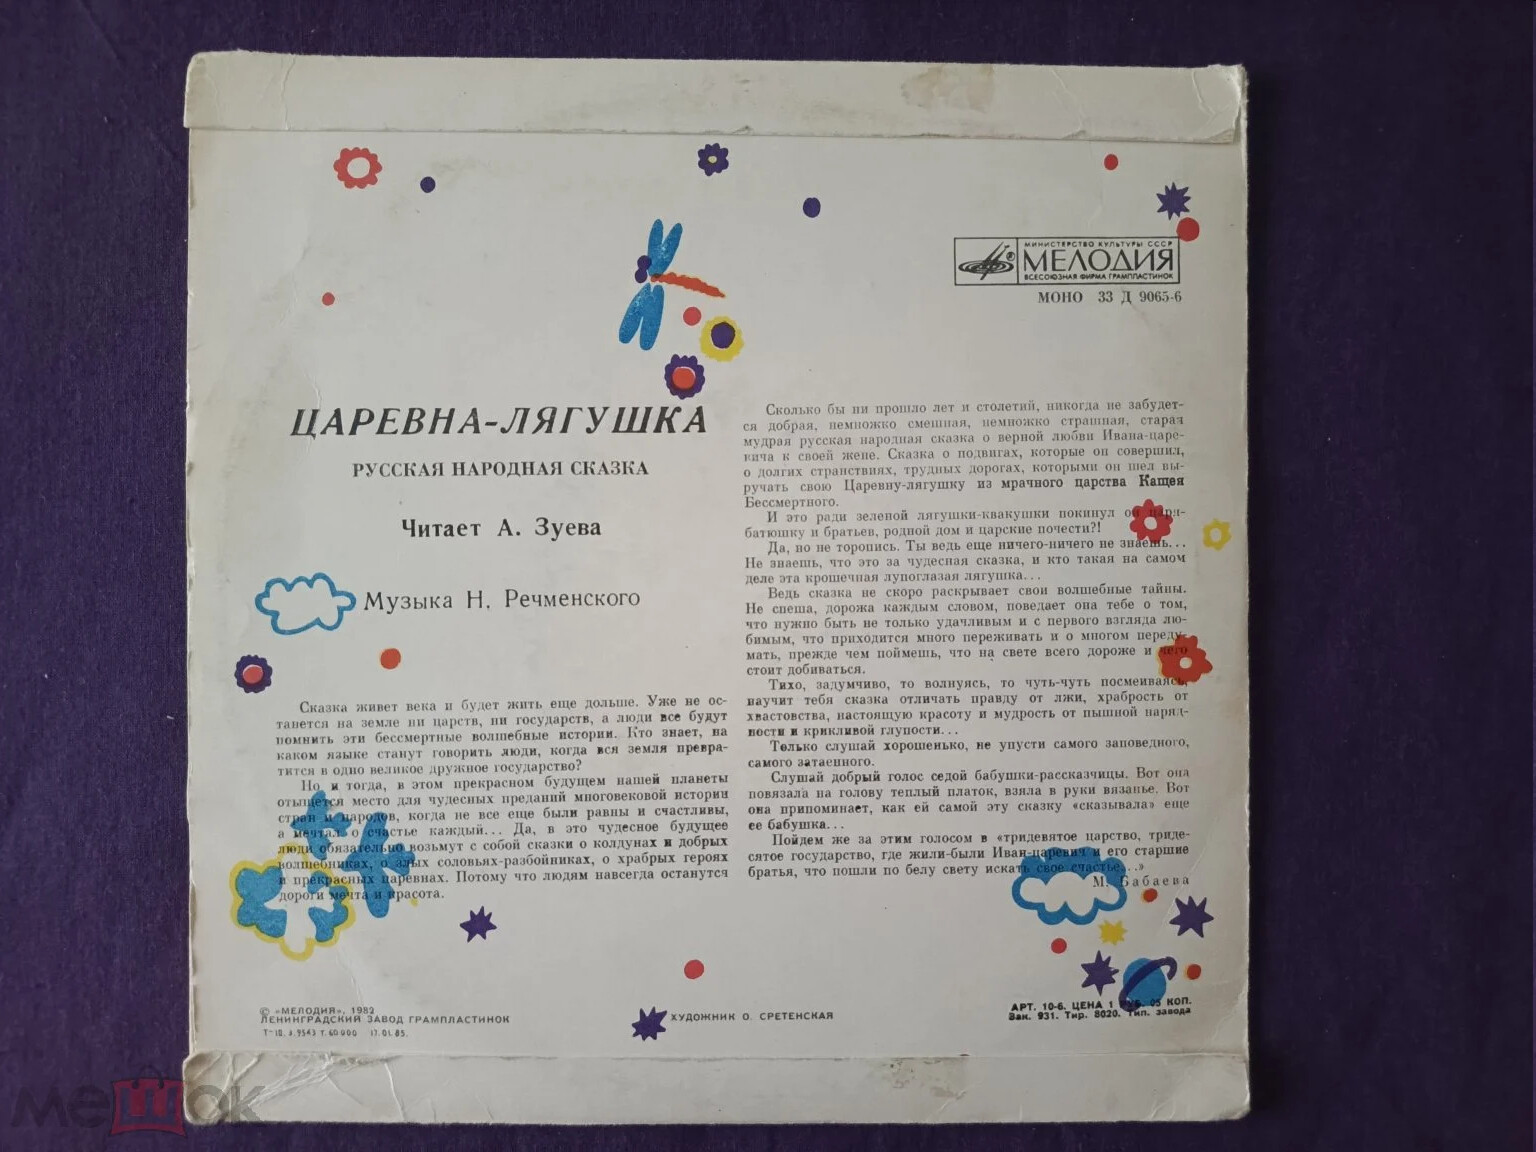 МИНИСТЕРСТВО КУЛЬТУРЫ СССР
МЕЛОДИЯ
ВСЕСОЮЗНАЯ ФИРМА ГРАМПЛАСТИНОК
МОНО 33 Д 9065-6
ЦАРЕВНА-ЛЯГУШКА
РУССКАЯ НАРОДНАЯ СКАЗКА
Читает А. Зуева
Музыка Н. Речменского
Сказка живет века и будет жить еще дольше. Уже не ос-
танется на земле ни царств, ни государств, а люди все будут
помнить эти бессмертные волшебные истории. Кто знает, на
каком языке станут говорить люди, когда вся земля превра-
тится в одно великое дружное государство?
Но и тогда, в этом прекрасном будущем нашей планеты
отыщется место для чудесных преданий многовековой истории
стран и народов, когда не все еще были равны и счастливы,
а мечтал о счастье каждый... Да, в это чудесное будущее
люди обязательно возьмут с собой сказки о колдунах и добрых
волшебниках, о злых соловьях-разбойниках, о храбрых героях
и прекрасных царевнах. Потому что людям навсегда останутся
дороги мечта и красота.
Сколько бы ни прошло лет и столетий, никогда не забудет-
ся добрая, немножко смешная, немножко страшная, старая
мудрая русская народная сказка о верной любви Ивана-царе-
вича к своей жене. Сказка о подвигах, которые он совершил,
о долгих странствиях, трудных дорогах, которыми он шел вы-
ручать свою Царевну-лягушку из мрачного царства Кащея
Бессмертного.
И это ради зеленой лягушки-квакушки покинул он царя-
батюшку и братьев, родной дом и царские почести?!
Да, но не торопись. Ты ведь еще ничего-ничего не знаешь...
Не знаешь, что это за чудесная сказка, и кто такая на самом
деле эта крошечная лупоглазая лягушка...
Ведь сказка не скоро раскрывает свои волшебные тайны.
Не спеша, дорожа каждым словом, поведает она тебе о том,
что нужно быть не только удачливым и с первого взгляда лю-
бимым, что приходится много переживать и о многом переду-
мать, прежде чем поймешь, что на свете всего дороже и чего
стоит добиваться.
Тихо, задумчиво, то волнуясь, то чуть-чуть посмеиваясь,
научит тебя сказка отличать правду от лжи, храбрость от
хвастовства, настоящую красоту и мудрость от пышной наряд-
ности и крикливой глупости...
Только слушай хорошенько, не упусти самого заповедного,
самого затаенного.
Слушай добрый голос седой бабушки-рассказчицы. Вот она
повязала на голову теплый платок, взяла в руки вязанье. Вот
она припоминает, как ей самой эту сказку «сказывала» еще
ее бабушка...
Пойдем же за этим голосом в «тридевятое царство, триде-
сятое государство, где жили-были Иван-царевич и его старшие
братья, что пошли по белу свету искать свое счастье...»
М. Бабаева
© «МЕЛОДИЯ», 1982
ЛЕНИНГРАДСКИЙ ЗАВОД ГРАМПЛАСТИНОК
Т. 60000 17.01.85.
ХУДОЖНИК О. СРЕТЕНСКАЯ
АРТ. 10-6. ЦЕНА 1 РУБ. 05 КОП.
Зак. 931. Тир. 8020. Тип. завода
мешок